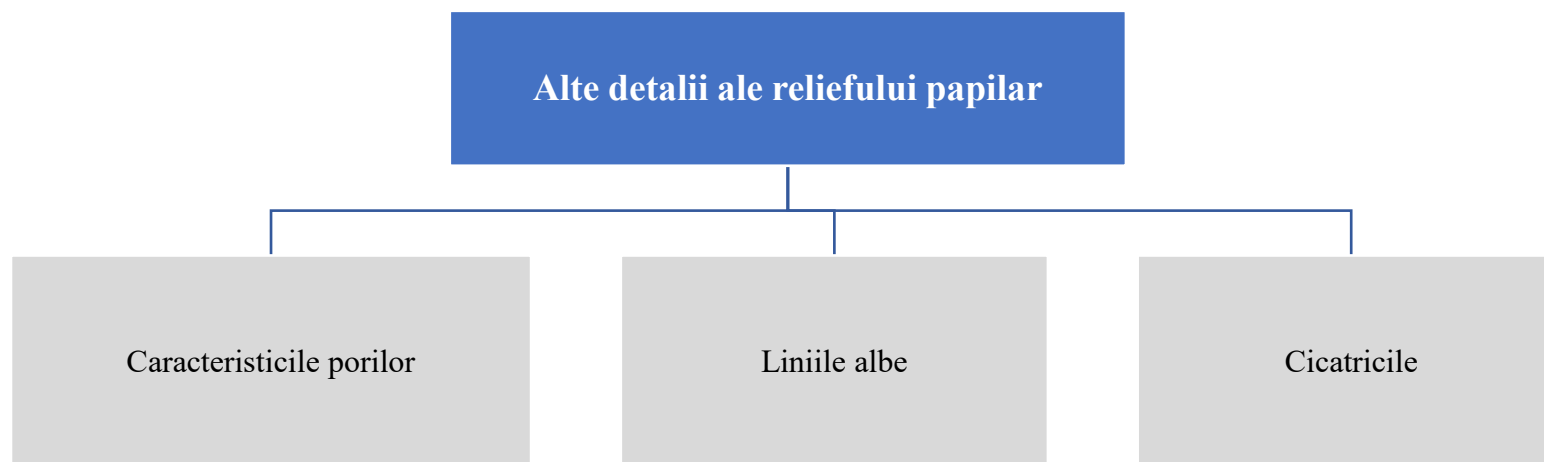 Alte detalii ale reliefului papilar
Caracteristicile porilor
Liniile albe
Cicatricile